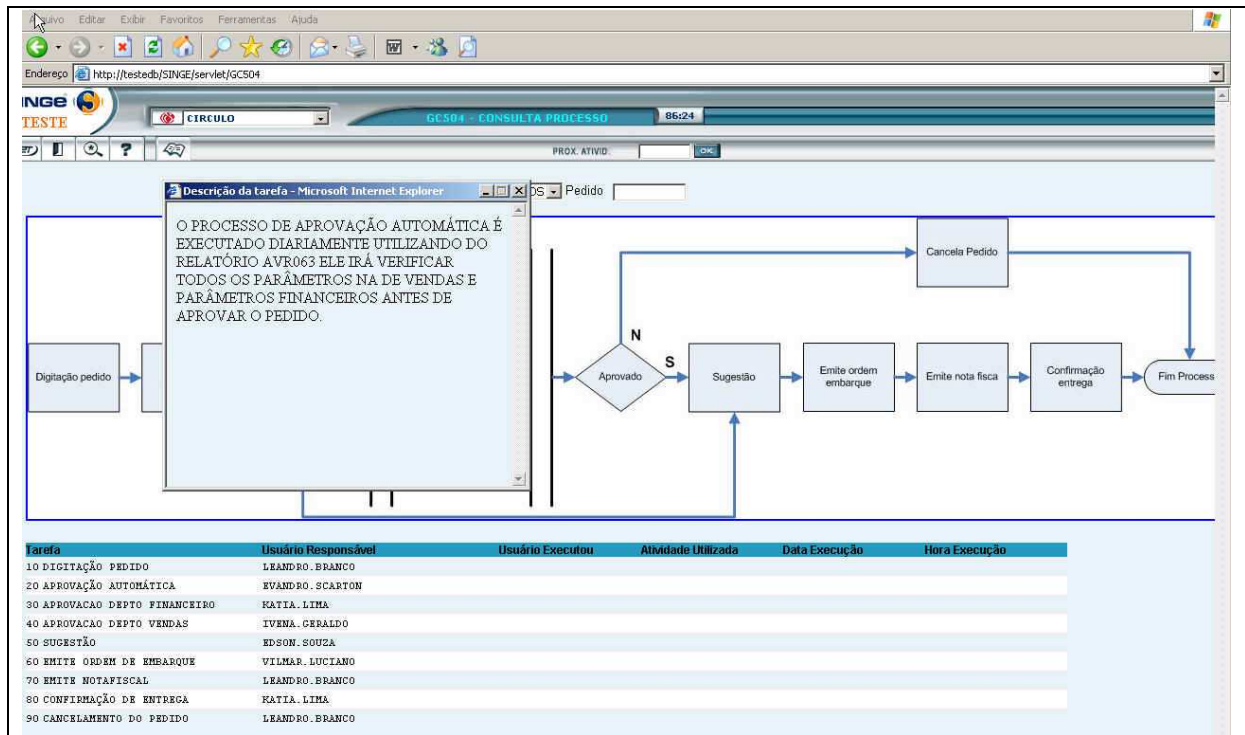 Editar Exibir Favoritos Ferramentas Ajuda
Endereço http://testedb/SINGE/servlet/GC504
TESTE
CIRCULO
GC504 - CONSULTA PROCESSO
86:24
PROX. ATIVID.
OK
Descrição da tarefa - Microsoft Internet Explorer
Pedido
O PROCESSO DE APROVAÇÃO AUTOMÁTICA É
EXECUTADO DIARIAMENTE UTILIZANDO DO
RELATÓRIO AVR063 ELE IRÁ VERIFICAR
TODOS OS PARÂMETROS NA DE VENDAS E
PARÂMETROS FINANCEIROS ANTES DE
APROVAR O PEDIDO.
Cancela Pedido
N
S
Digitação pedido
Aprovado
Sugestão
Emite ordem
embarque
Emite nota fisca
Confirmação
entrega
Fim Process
Tarefa Usuário Responsável Usuário Executou Atividade Utilizada Data Execução Hora Execução
10 DIGITAÇÃO PEDIDO LEANDRO.BRANCO
20 APROVAÇÃO AUTOMÁTICA EVANDRO.SCARTON
30 APROVACAO DEPTO FINANCEIRO KATIA.LIMA
40 APROVACAO DEPTO VENDAS IVENA.GERALDO
50 SUGESTÃO EDSON.SOUZA
60 EMITE ORDEM DE EMBARQUE VILMAR.LUCIANO
70 EMITE NOTAFISCAL LEANDRO.BRANCO
80 CONFIRMAÇÃO DE ENTREGA KATIA.LIMA
90 CANCELAMENTO DO PEDIDO LEANDRO.BRANCO